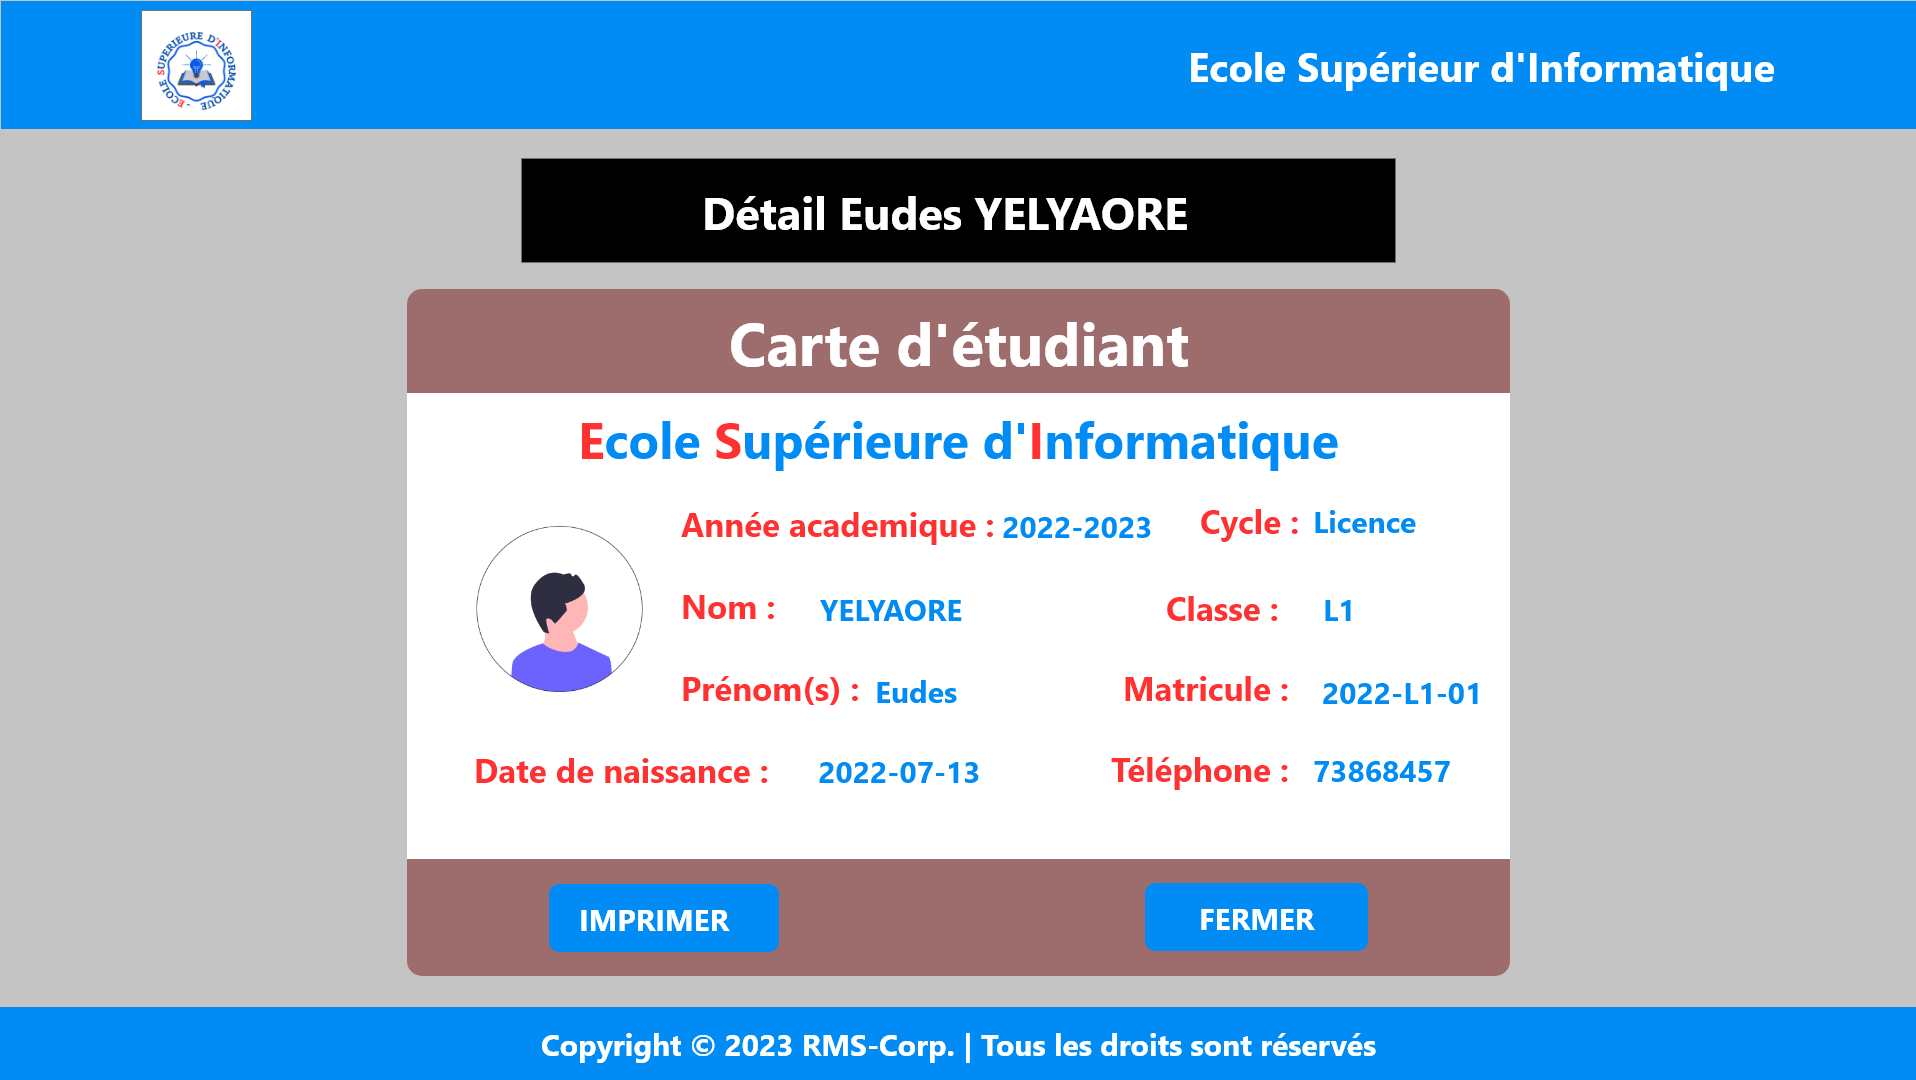 ECOLE SUPERIEURE D'INFORMATIQUE -
Ecole Supérieur d'Informatique
Détail Eudes YELYAORE
Carte d'étudiant
Ecole Supérieure d'Informatique
Année academique : 2022-2023 Cycle : Licence
Nom : YELYAORE Classe : L1
Prénom(s) : Eudes Matricule : 2022-L1-01
Date de naissance : 2022-07-13 Téléphone : 73868457
IMPRIMER FERMER
Copyright © 2023 RMS-Corp. | Tous les droits sont réservés